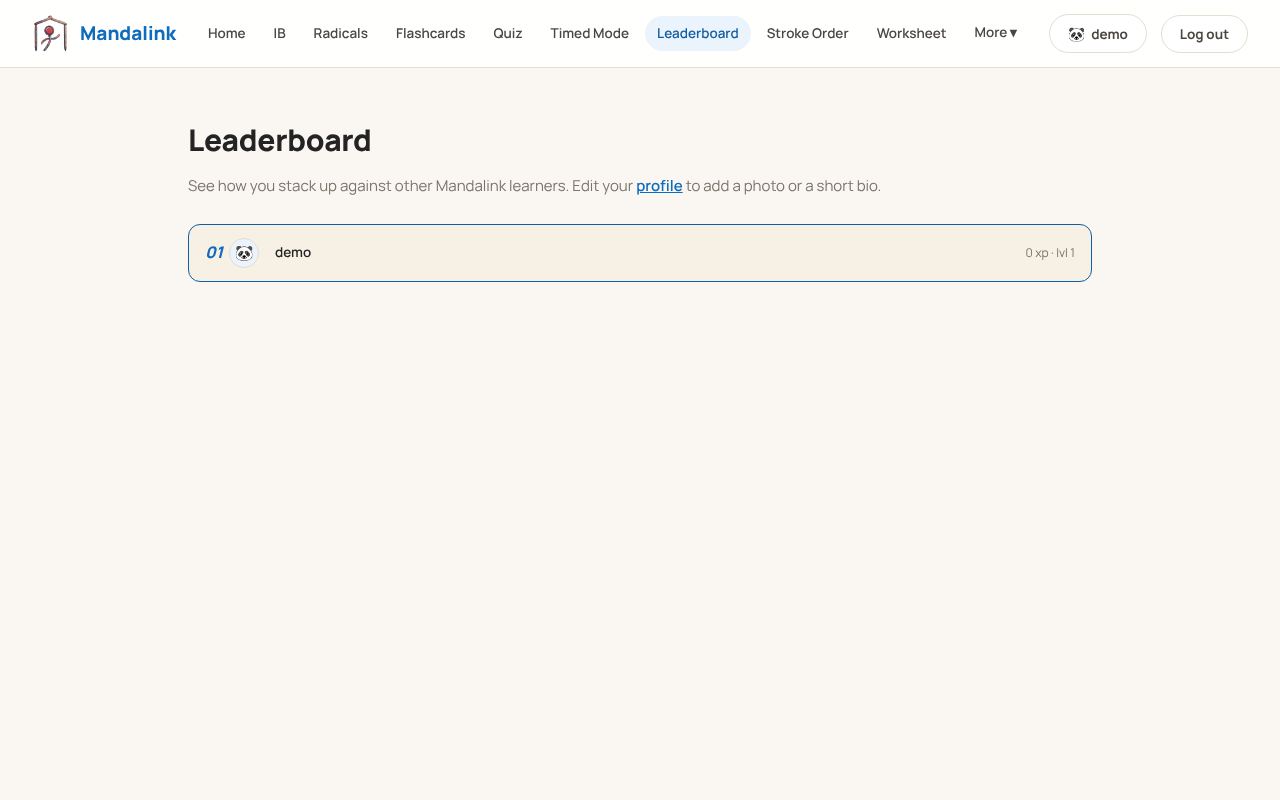 Mandalink Home IB Radicals Flashcards Quiz Timed Mode Leaderboard Stroke Order Worksheet More ▾ demo Log out
Leaderboard
See how you stack up against other Mandalink learners. Edit your profile to add a photo or a short bio.
01 demo 0 xp · lvl 1